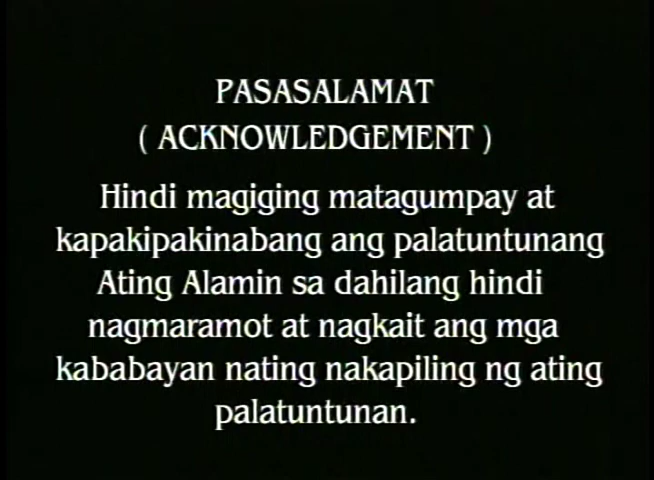 PASASALAMAT
( ACKNOWLEDGEMENT )
Hindi magiging matagumpay at
kapakipakinabang ang palatuntunang
Ating Alamin sa dahilang hindi
nagmaramot at nagkait ang mga
kababayan nating nakapiling ng ating
palatuntunan.